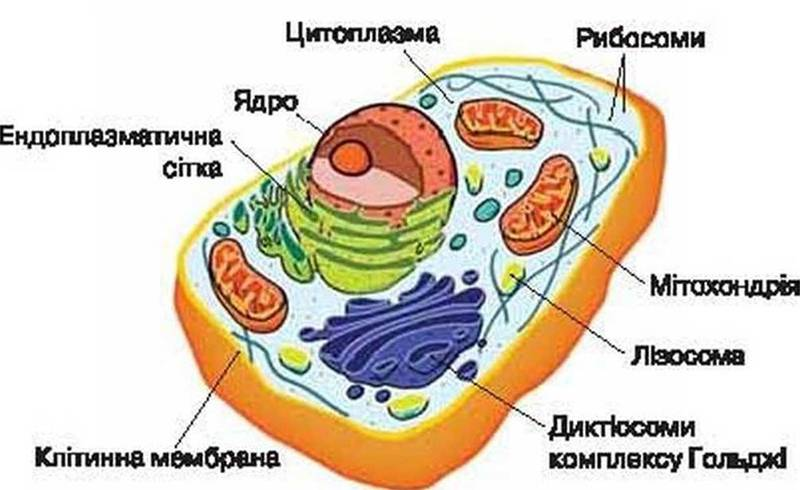 Цитоплазма
Рибосоми
Ядро
Ендоплазматична
сітка
Мітохондрія
Лізосома
Диктіосоми
комплексу Гольджі
Клітинна мембрана